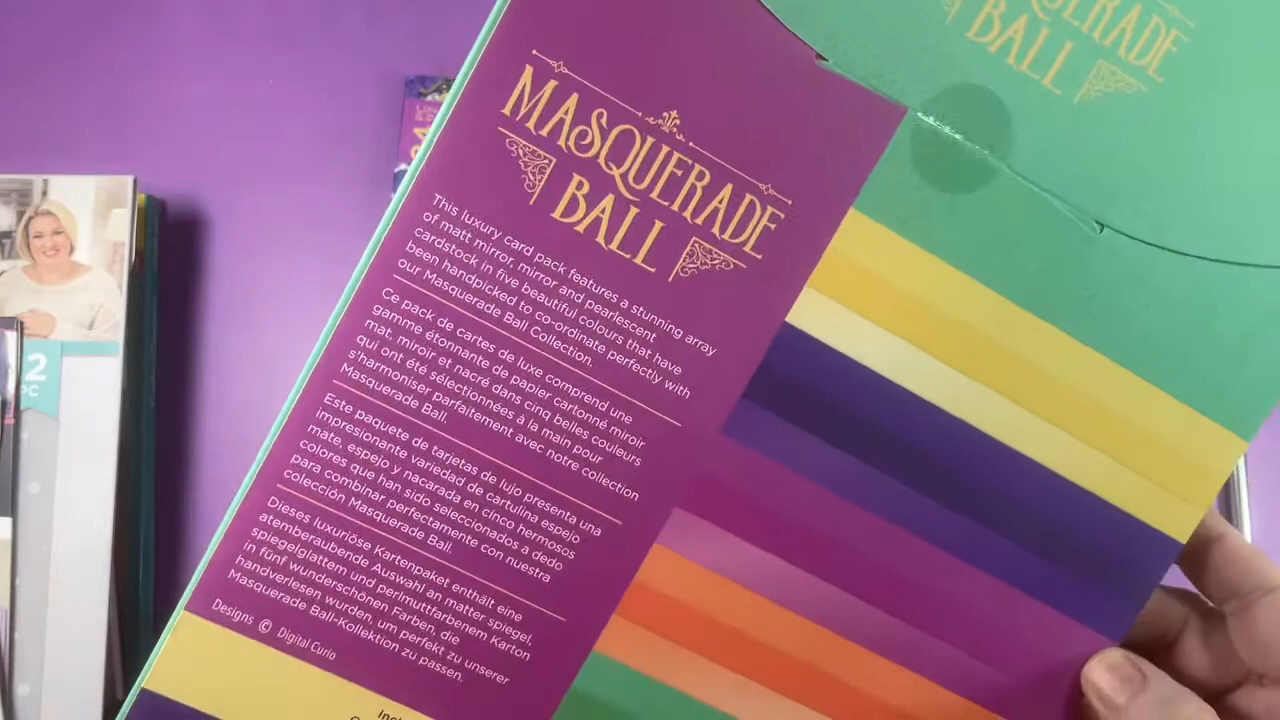 MASQUERADE
BALL
This luxury card pack features a stunning array
of matt mirror, mirror and pearlescent
cardstock in five beautiful colours that have
been handpicked to co-ordinate perfectly with
our Masquerade Ball Collection.
Ce pack de cartes de luxe comprend une
gamme étonnante de papier cartonné miroir
mat, miroir et nacré dans cinq belles couleurs
qui ont été sélectionnées à la main pour
s'harmoniser parfaitement avec notre collection
Masquerade Ball.
Este paquete de tarjetas de lujo presenta una
impresionante variedad de cartulina espejo
mate, espejo y nacarada en cinco hermosos
colores que han sido seleccionados a dedo
para combinar perfectamente con nuestra
colección Masquerade Ball.
Dieses luxuriöse Kartenpaket enthält eine
atemberaubende Auswahl an matter spiegel,
spiegelglattem und perlmuttfarbenem Karton
in fünf wunderschönen Farben, die
handverlesen wurden, um perfekt zu unserer
Masquerade Ball-Kollektion zu passen.
Designs © Digital Curio
BALL
2
PC